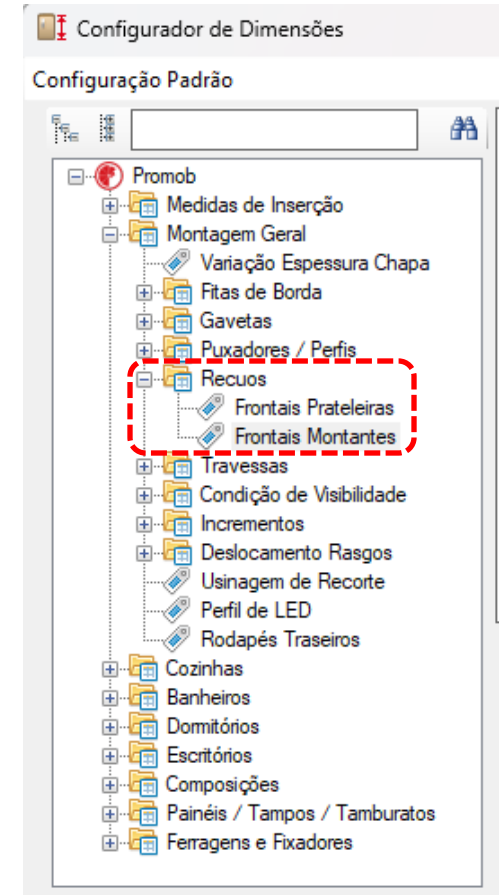 Configurador de Dimensões
Configuração Padrão
Promob
Medidas de Inserção
Montagem Geral
Variação Espessura Chapa
Fitas de Borda
Gavetas
Puxadores / Perfis
Recuos
Frontais Prateleiras
Frontais Montantes
Travessas
Condição de Visibilidade
Incrementos
Deslocamento Rasgos
Usinagem de Recorte
Perfil de LED
Rodapés Traseiros
Cozinhas
Banheiros
Dormitórios
Escritórios
Composições
Painéis / Tampos / Tamburatos
Ferragens e Fixadores